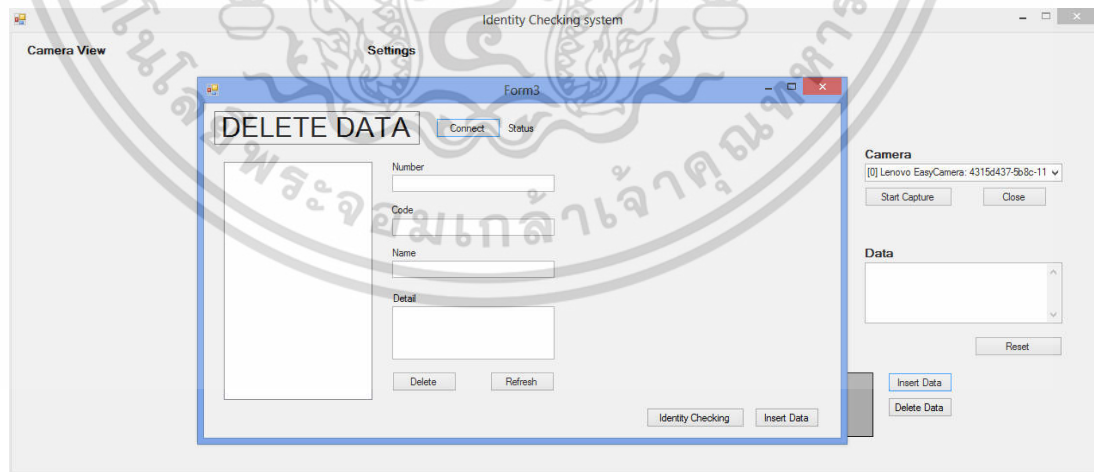 Identity Checking system
Camera View
Settings
Form3
DELETE DATA
Connect
Status
Number
Code
Name
Detail
Delete
Refresh
Identity Checking
Insert Data
Camera
[0] Lenovo EasyCamera: 4315d437-5b8c-11
Start Capture
Close
Data
Reset
Insert Data
Delete Data